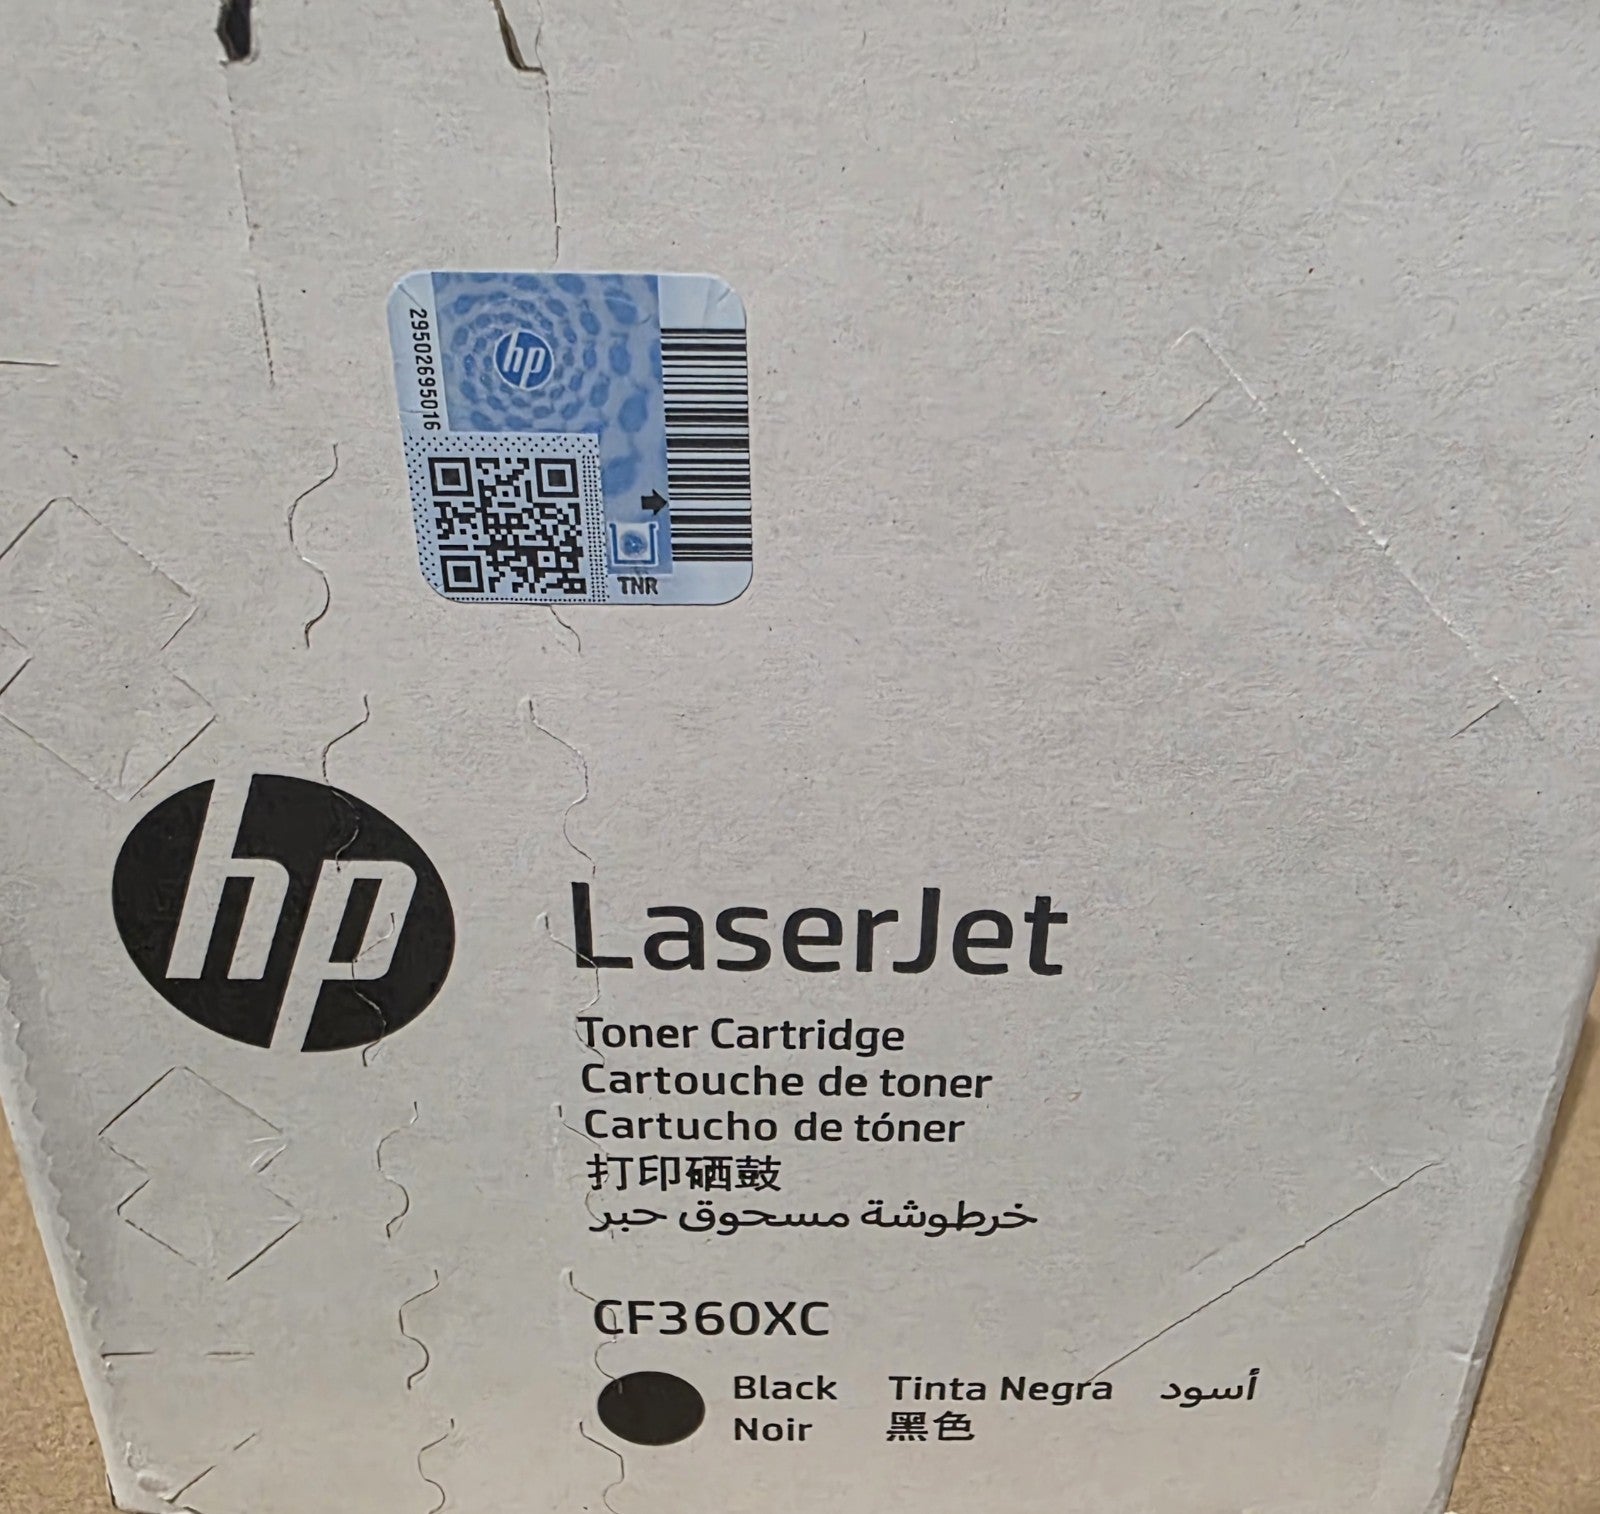 29502695016
hp
TNR
hp
LaserJet
Toner Cartridge
Cartouche de toner
Cartucho de tóner
打印硒鼓
خرطوشة مسحوق حبر
CF360XC
Black Tinta Negra أسود
Noir 黑色